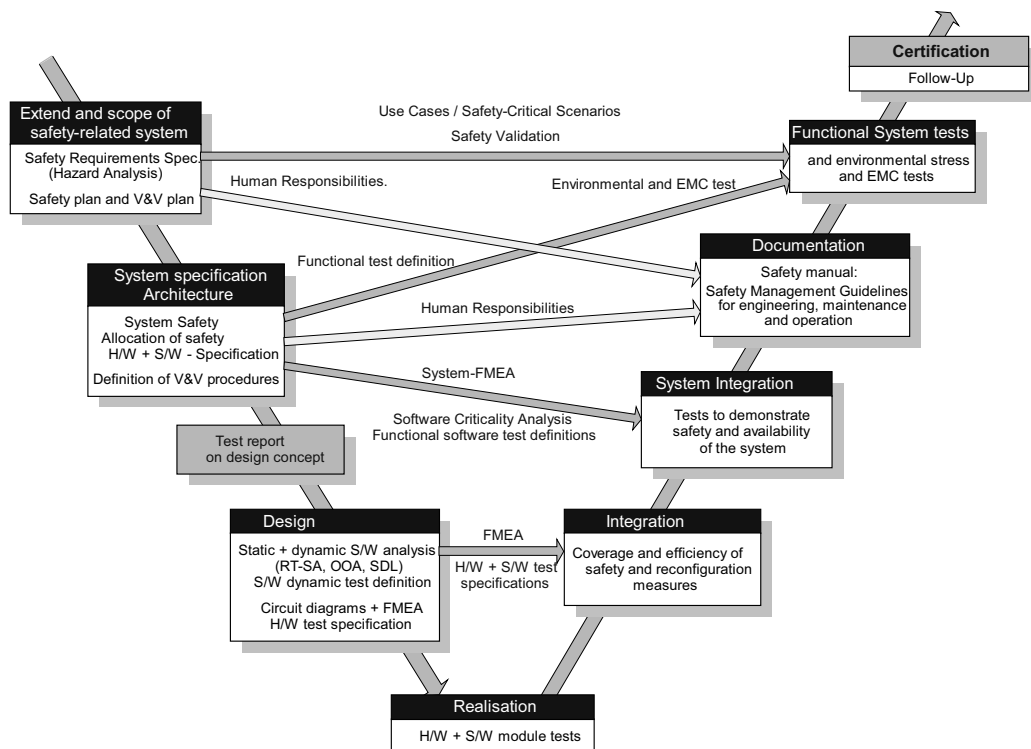 Certification
Follow-Up
Extend and scope of
safety-related system
Safety Requirements Spec.
(Hazard Analysis)
Safety plan and V&V plan
Use Cases / Safety-Critical Scenarios
Safety Validation
Functional System tests
and environmental stress
and EMC tests
Human Responsibilities.
Environmental and EMC test
Functional test definition
Documentation
Safety manual:
Safety Management Guidelines
for engineering, maintenance
and operation
System specification
Architecture
System Safety
Allocation of safety
H/W + S/W - Specification
Definition of V&V procedures
Human Responsibilities
System-FMEA
Software Criticality Analysis
Functional software test definitions
System Integration
Tests to demonstrate
safety and availability
of the system
Test report
on design concept
Design
Static + dynamic S/W analysis
(RT-SA, OOA, SDL)
S/W dynamic test definition
Circuit diagrams + FMEA
H/W test specification
FMEA
H/W + S/W test
specifications
Integration
Coverage and efficiency of
safety and reconfiguration
measures
Realisation
H/W + S/W module tests